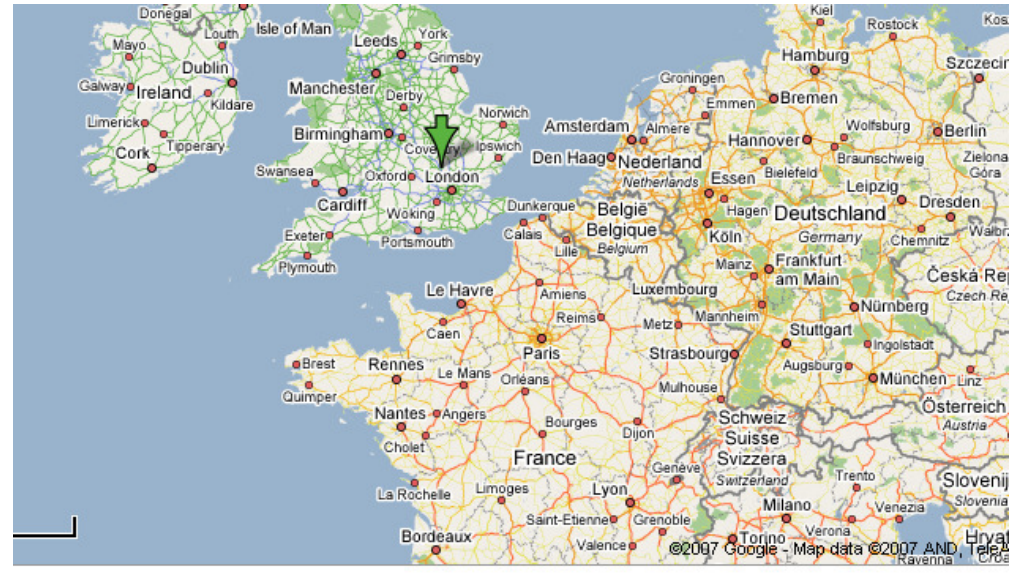 Donegal
Louth
Isle of Man
Leeds
York
Kiel
Rostock
Mayo
Dublin
Grimsby
Hamburg
Galway
Ireland
Manchester
Derby
Groningen
Emmen
Bremen
Kildare
Norwich
Limerick
Tipperary
Birmingham
Coventry
Ipswich
Amsterdam
Almere
Hannover
Wolfsburg
Berlin
Cork
Swansea
Oxford
London
Den Haag
Nederland
Netherlands
Essen
Bielefeld
Braunschweig
Zielona
Góra
Cardiff
Woking
Dunkerque
België
Hagen
Leipzig
Dresden
Exeter
Portsmouth
Calais
Belgique
Belgium
Köln
Deutschland
Germany
Chemnitz
Plymouth
Lille
Mainz
Frankfurt
am Main
Le Havre
Amiens
Luxembourg
Caen
Reims
Metz
Mannheim
Nürnberg
Brest
Rennes
Paris
Strasbourg
Stuttgart
Ingolstadt
Quimper
Le Mans
Orléans
Mulhouse
Augsburg
München
Linz
Nantes
Angers
Bourges
Dijon
Schweiz
Suisse
Svizzera
Switzerland
Österreich
Austria
Cholet
France
Genève
La Rochelle
Limoges
Lyon
Trento
Milano
Venezia
Saint-Etienne
Grenoble
Verona
Bordeaux
Valence
Torino
©2007 Google - Map data ©2007 AND,
Ravenna